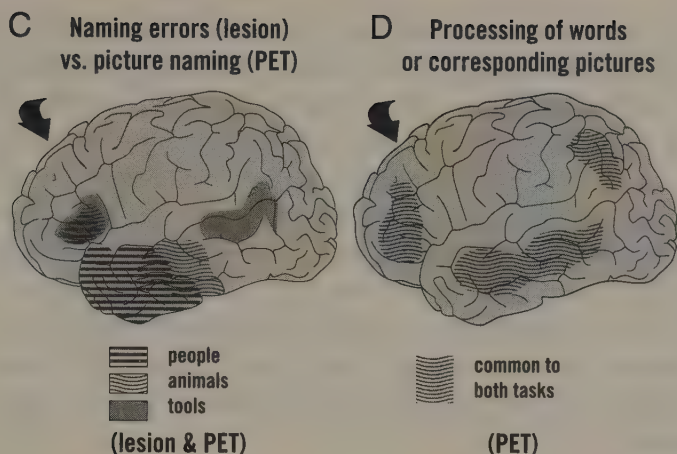 C Naming errors (lesion)
vs. picture naming (PET)
people
animals
tools
(lesion & PET)
D Processing of words
or corresponding pictures
common to
both tasks
(PET)